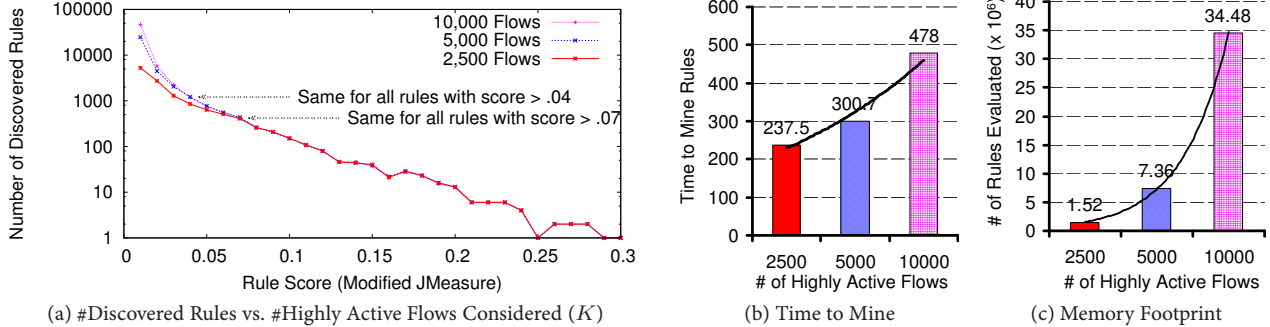 Number of Discovered Rules
100000
10000
1000
100
10
1
0
0.05
0.1
0.15
0.2
0.25
0.3
10,000 Flows
5,000 Flows
2,500 Flows
Same for all rules with score > .04
Same for all rules with score > .07
Rule Score (Modified JMeasure)
(a) #Discovered Rules vs. #Highly Active Flows Considered (K)
Time to Mine Rules
600
500
400
300
200
100
0
237.5
300.7
478
2500
5000
10000
# of Highly Active Flows
(b) Time to Mine
# of Rules Evaluated (x 10⁶)
40
35
30
25
20
15
10
5
0
1.52
7.36
34.48
2500
5000
10000
# of Highly Active Flows
(c) Memory Footprint